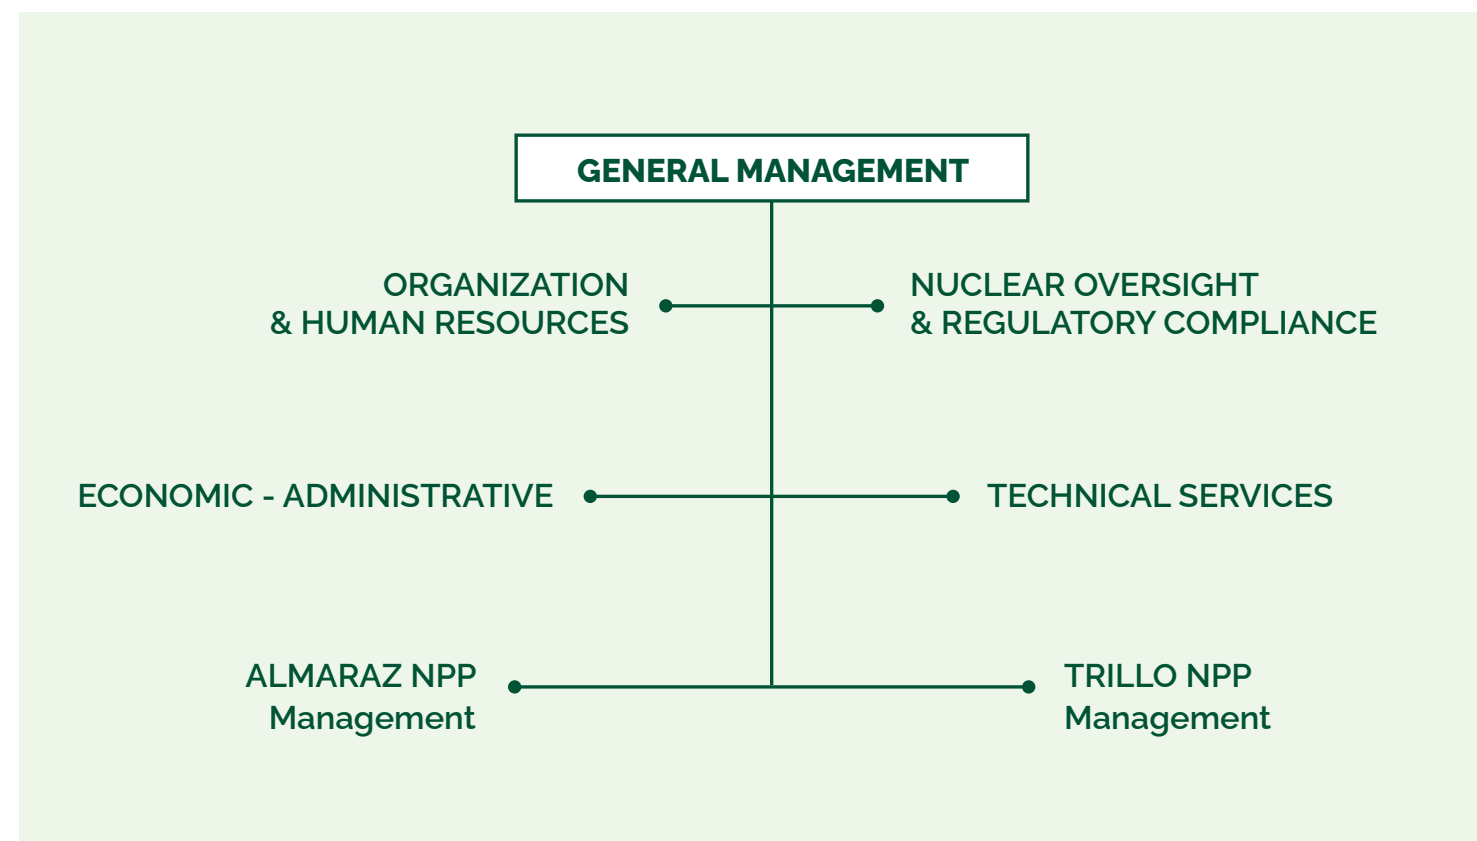 GENERAL MANAGEMENT
ORGANIZATION
& HUMAN RESOURCES
NUCLEAR OVERSIGHT
& REGULATORY COMPLIANCE
ECONOMIC - ADMINISTRATIVE
TECHNICAL SERVICES
ALMARAZ NPP
Management
TRILLO NPP
Management